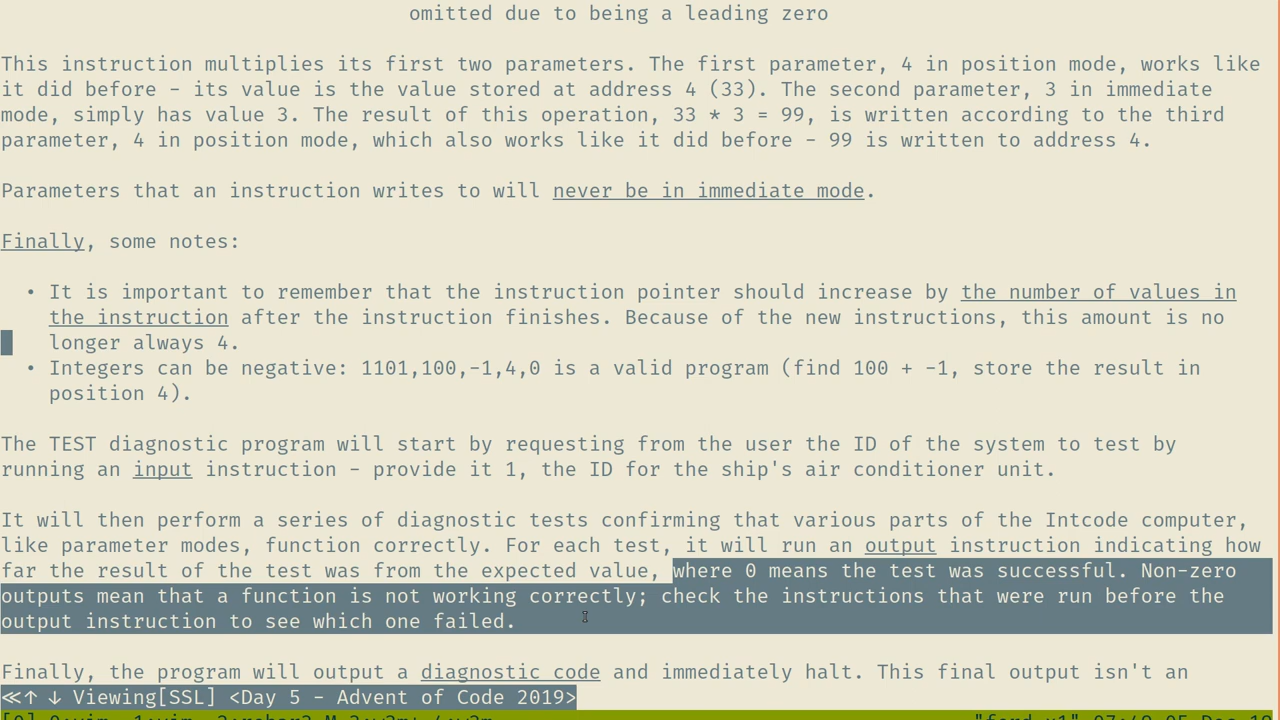 omitted due to being a leading zero
This instruction multiplies its first two parameters. The first parameter, 4 in position mode, works like
it did before - its value is the value stored at address 4 (33). The second parameter, 3 in immediate
mode, simply has value 3. The result of this operation, 33 * 3 = 99, is written according to the third
parameter, 4 in position mode, which also works like it did before - 99 is written to address 4.
Parameters that an instruction writes to will never be in immediate mode.
Finally, some notes:
• It is important to remember that the instruction pointer should increase by the number of values in
the instruction after the instruction finishes. Because of the new instructions, this amount is no
longer always 4.
• Integers can be negative: 1101,100,-1,4,0 is a valid program (find 100 + -1, store the result in
position 4).
The TEST diagnostic program will start by requesting from the user the ID of the system to test by
running an input instruction - provide it 1, the ID for the ship's air conditioner unit.
It will then perform a series of diagnostic tests confirming that various parts of the Intcode computer,
like parameter modes, function correctly. For each test, it will run an output instruction indicating how
far the result of the test was from the expected value, where 0 means the test was successful. Non-zero
outputs mean that a function is not working correctly; check the instructions that were run before the
output instruction to see which one failed.
Finally, the program will output a diagnostic code and immediately halt. This final output isn't an
≪↑ ↓ Viewing[SSL] <Day 5 - Advent of Code 2019>